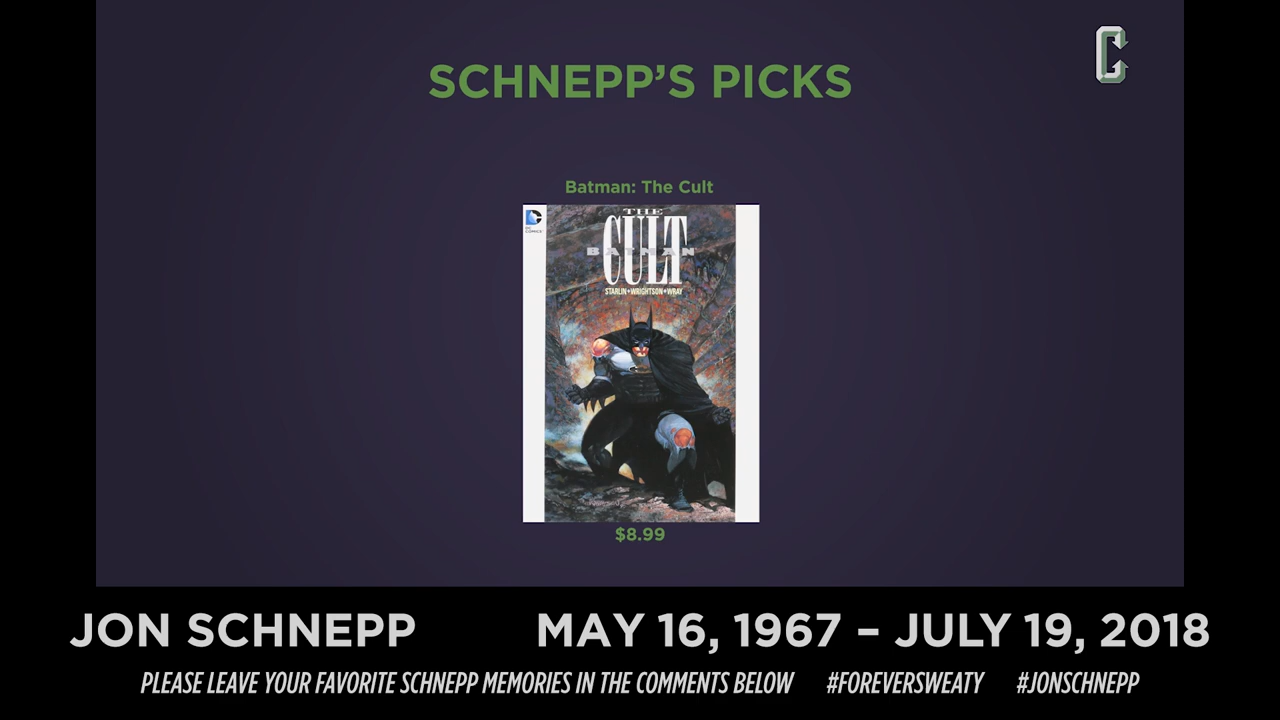 SCHNEPP'S PICKS
Batman: The Cult
DC COMICS
THE
CULT
BATMAN
STARLIN•WRIGHTSON•WRAY
$8.99
JON SCHNEPP MAY 16, 1967 – JULY 19, 2018
PLEASE LEAVE YOUR FAVORITE SCHNEPP MEMORIES IN THE COMMENTS BELOW #FOREVERSWEATY #JONSCHNEPP